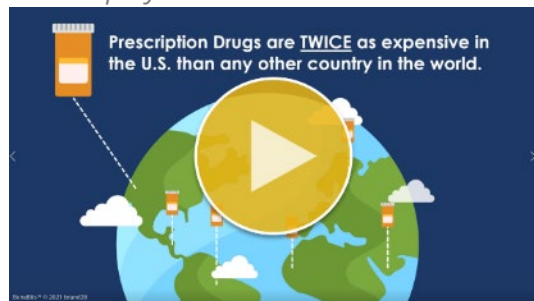 Prescription Drugs are TWICE as expensive in
the U.S. than any other country in the world.